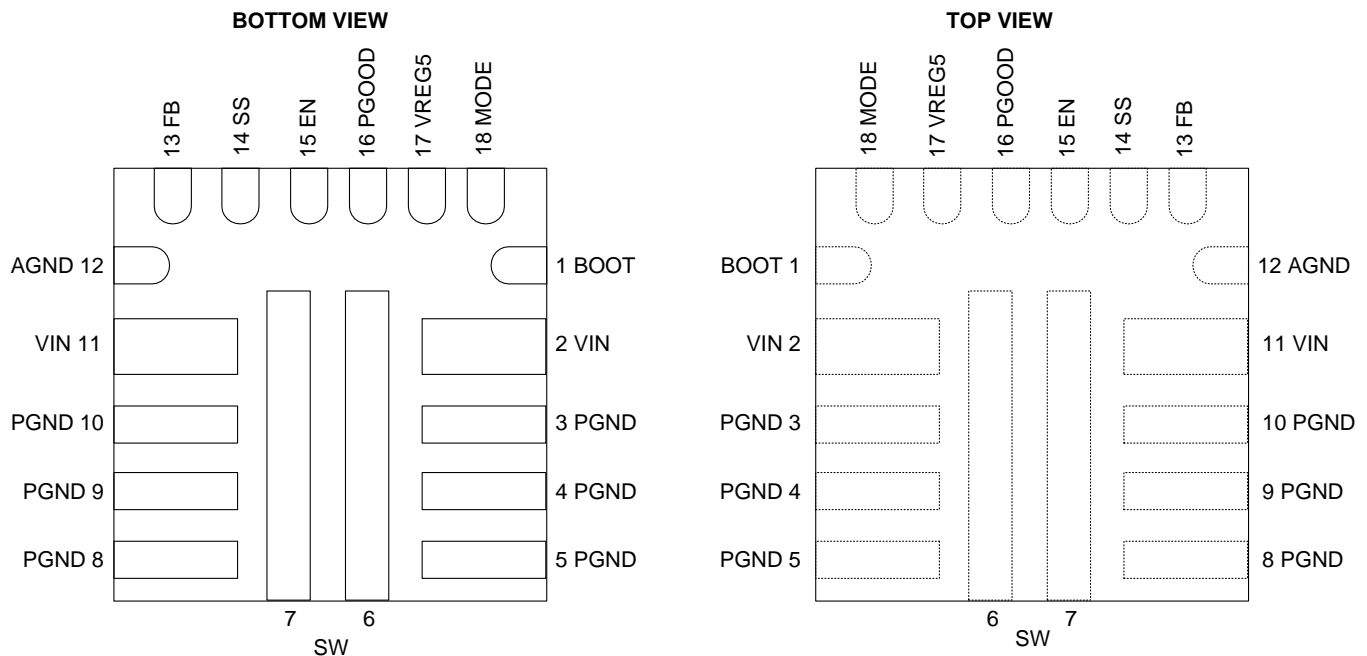 BOTTOM VIEW
13 FB
14 SS
15 EN
16 PGOOD
17 VREG5
18 MODE
AGND 12
1 BOOT
VIN 11
2 VIN
PGND 10
3 PGND
PGND 9
4 PGND
PGND 8
5 PGND
7
6
SW
TOP VIEW
18 MODE
17 VREG5
16 PGOOD
15 EN
14 SS
13 FB
BOOT 1
12 AGND
VIN 2
11 VIN
PGND 3
10 PGND
PGND 4
9 PGND
PGND 5
8 PGND
6
7
SW